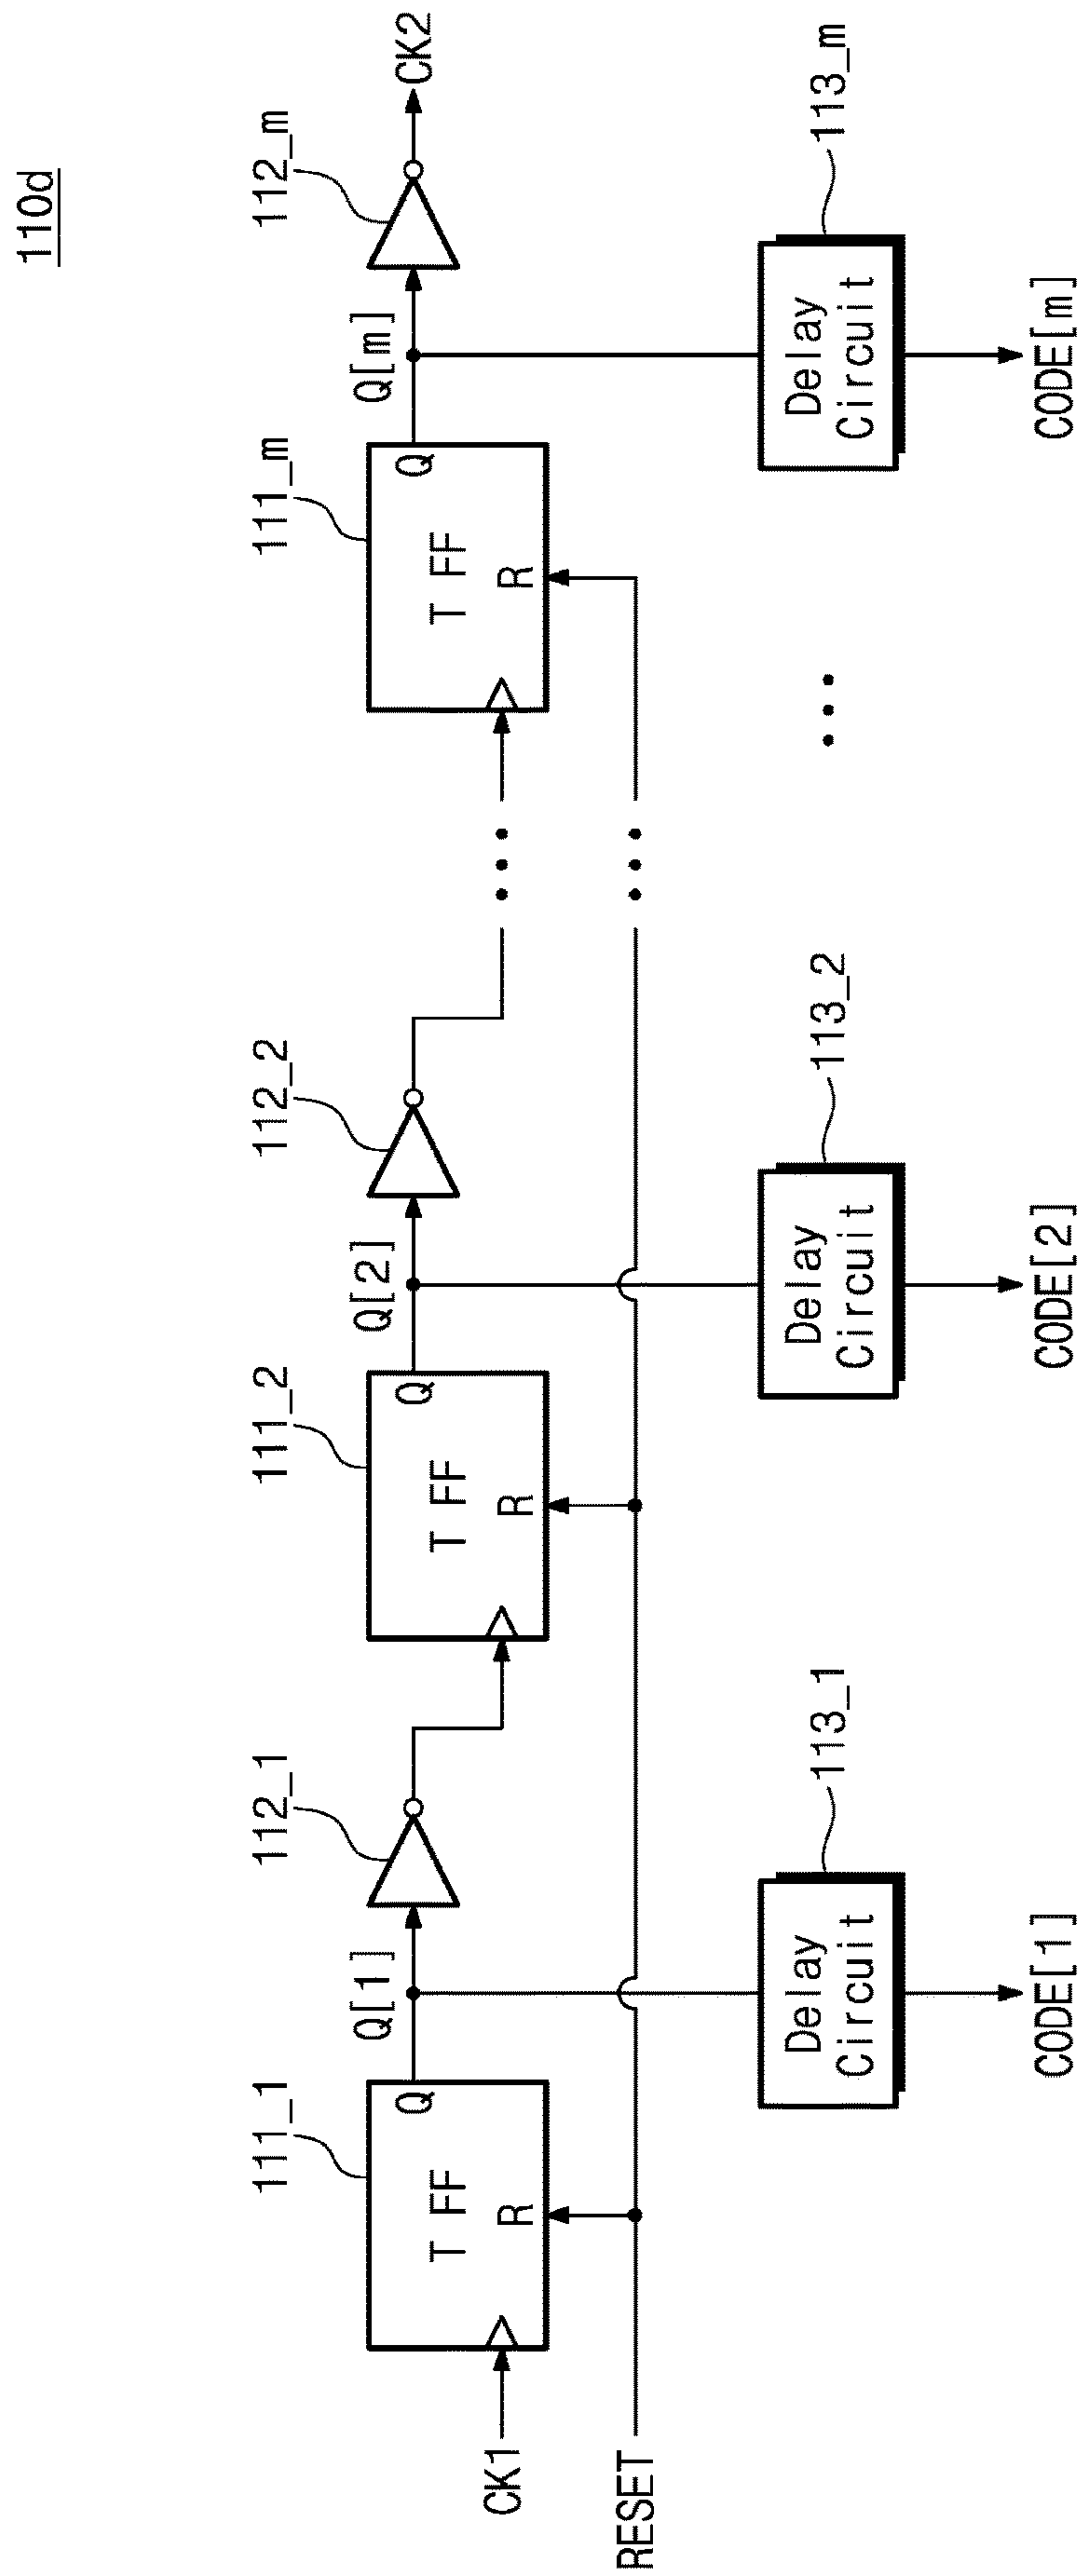 110d
111_1
112_1
111_2
112_2
111_m
112_m
Q[1]
Q[2]
Q[m]
CK2
Q
Q
Q
T FF
T FF
T FF
R
R
R
CK1
RESET
Delay
Circuit
113_1
Delay
Circuit
113_2
Delay
Circuit
113_m
CODE[1]
CODE[2]
CODE[m]